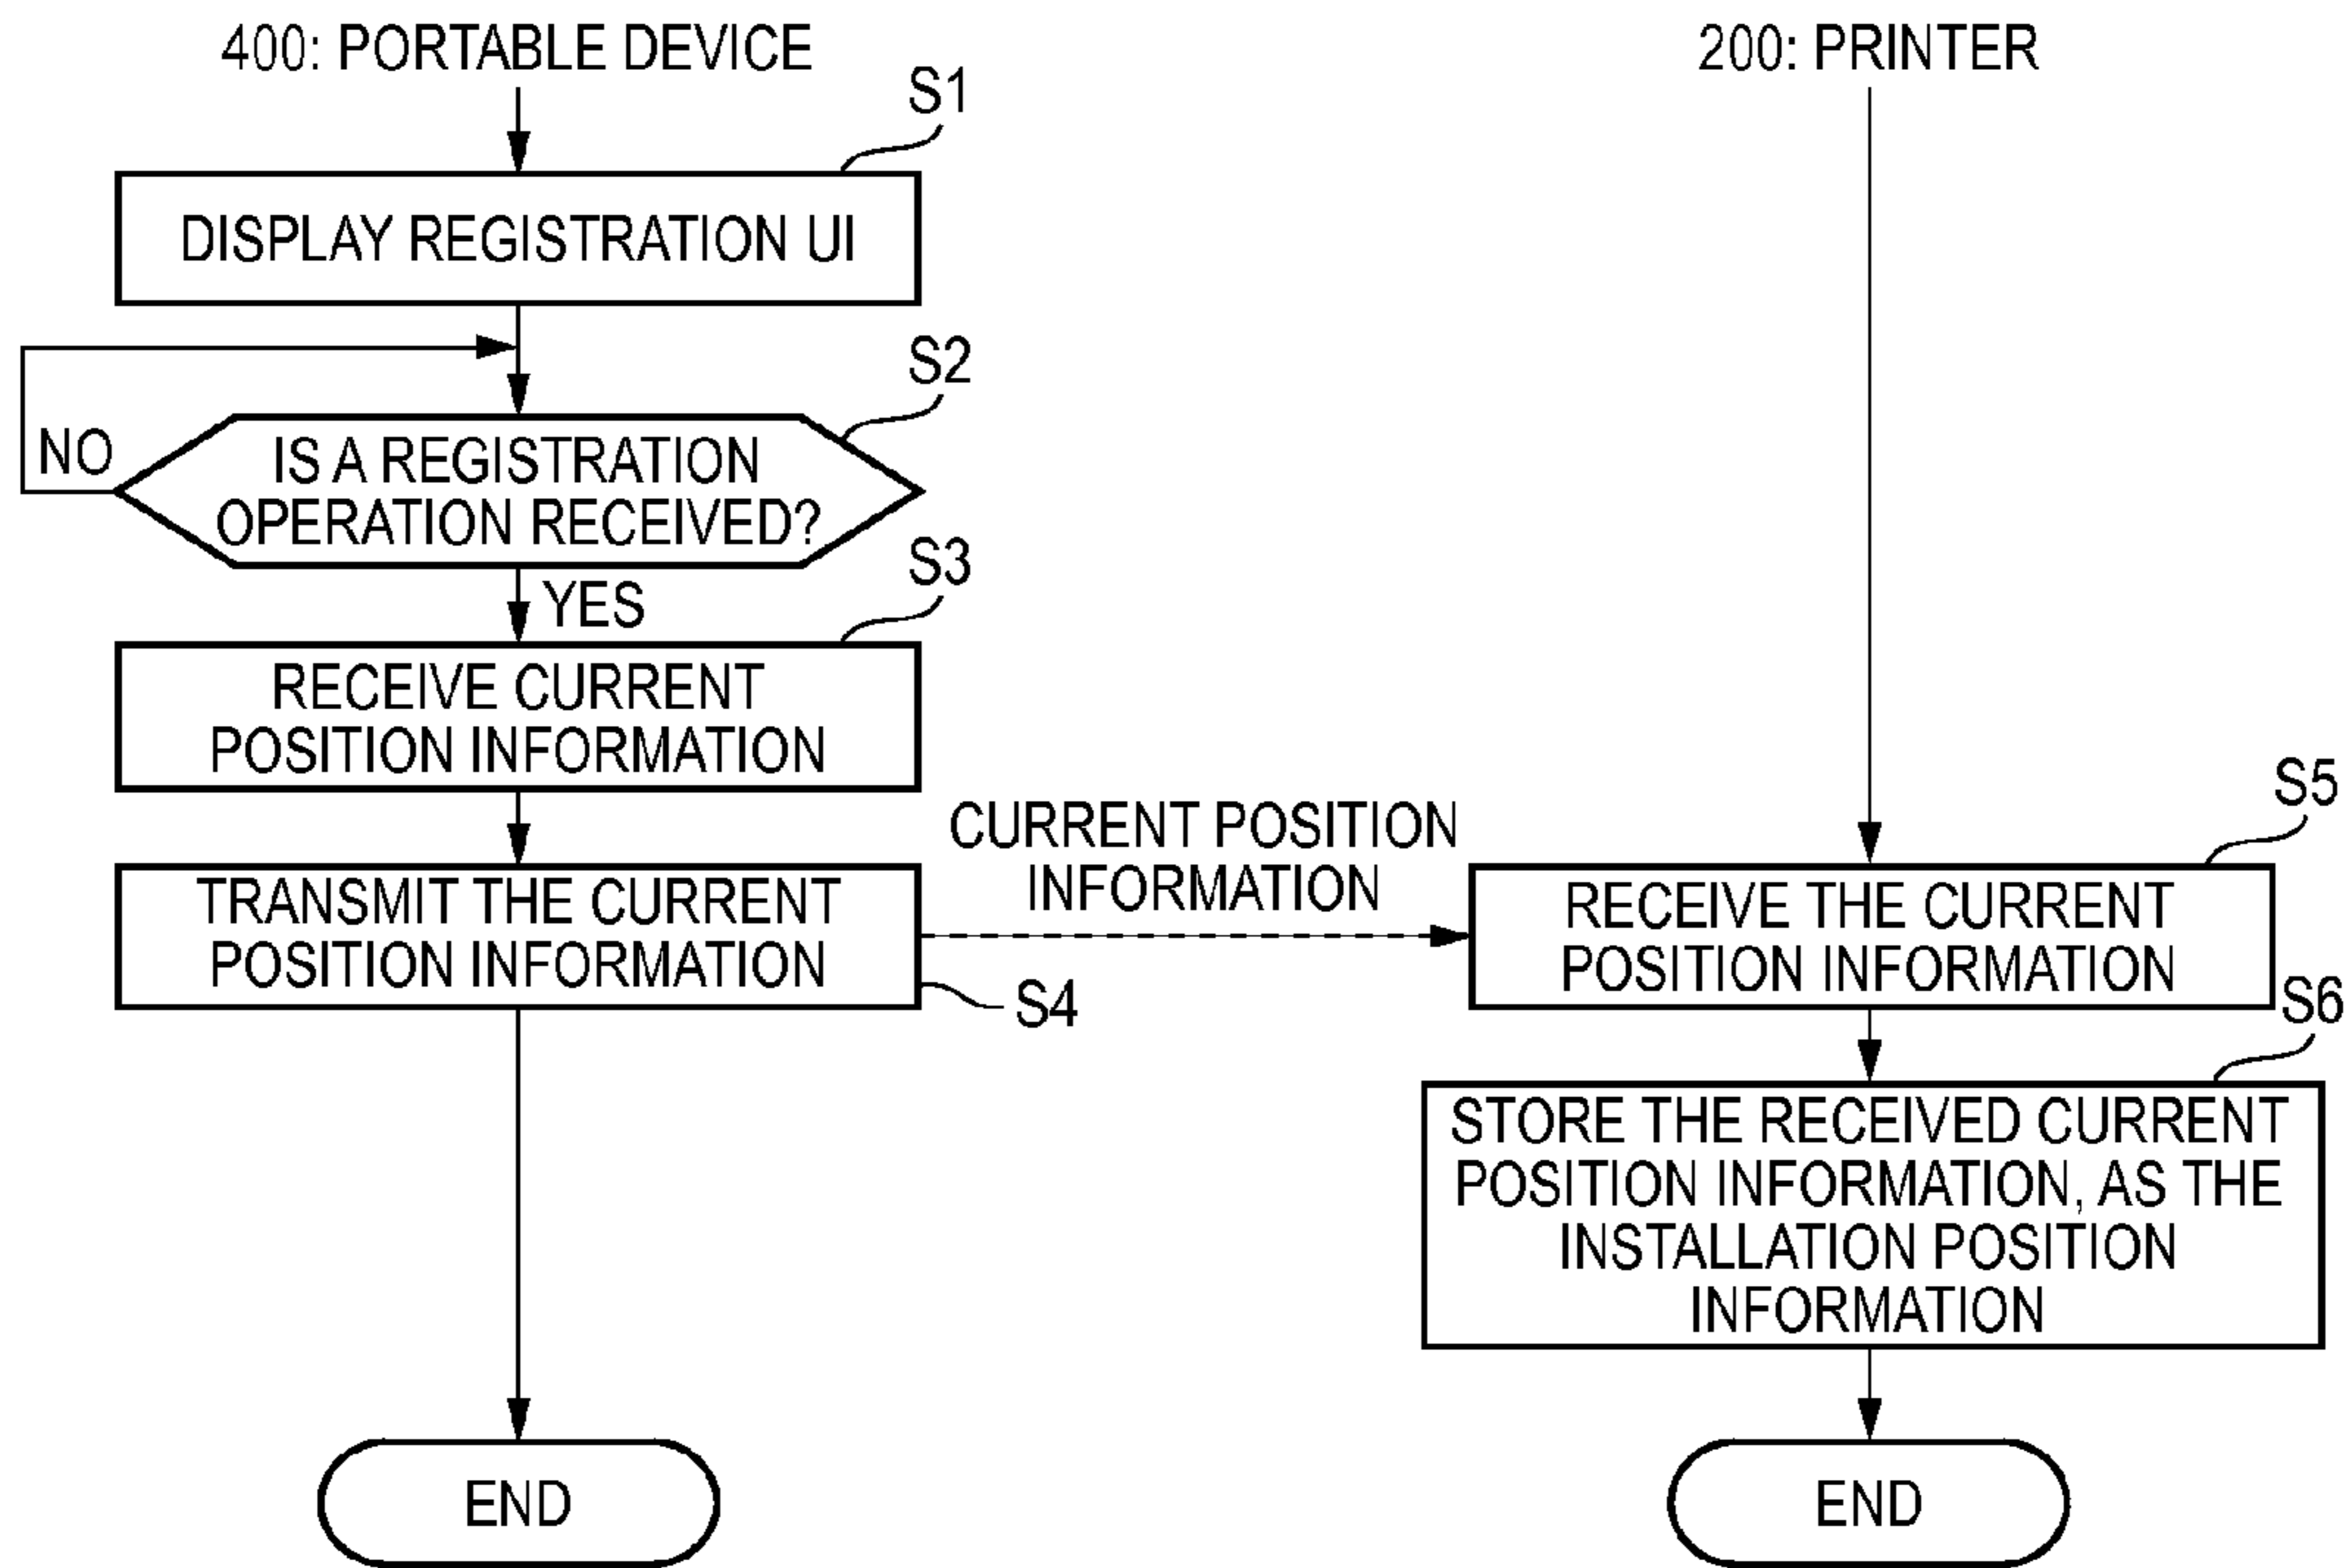 400: PORTABLE DEVICE
S1
DISPLAY REGISTRATION UI
S2
NO
IS A REGISTRATION
OPERATION RECEIVED?
YES
S3
RECEIVE CURRENT
POSITION INFORMATION
TRANSMIT THE CURRENT
POSITION INFORMATION
S4
CURRENT POSITION
INFORMATION
END
200: PRINTER
S5
RECEIVE THE CURRENT
POSITION INFORMATION
S6
STORE THE RECEIVED CURRENT
POSITION INFORMATION, AS THE
INSTALLATION POSITION
INFORMATION
END